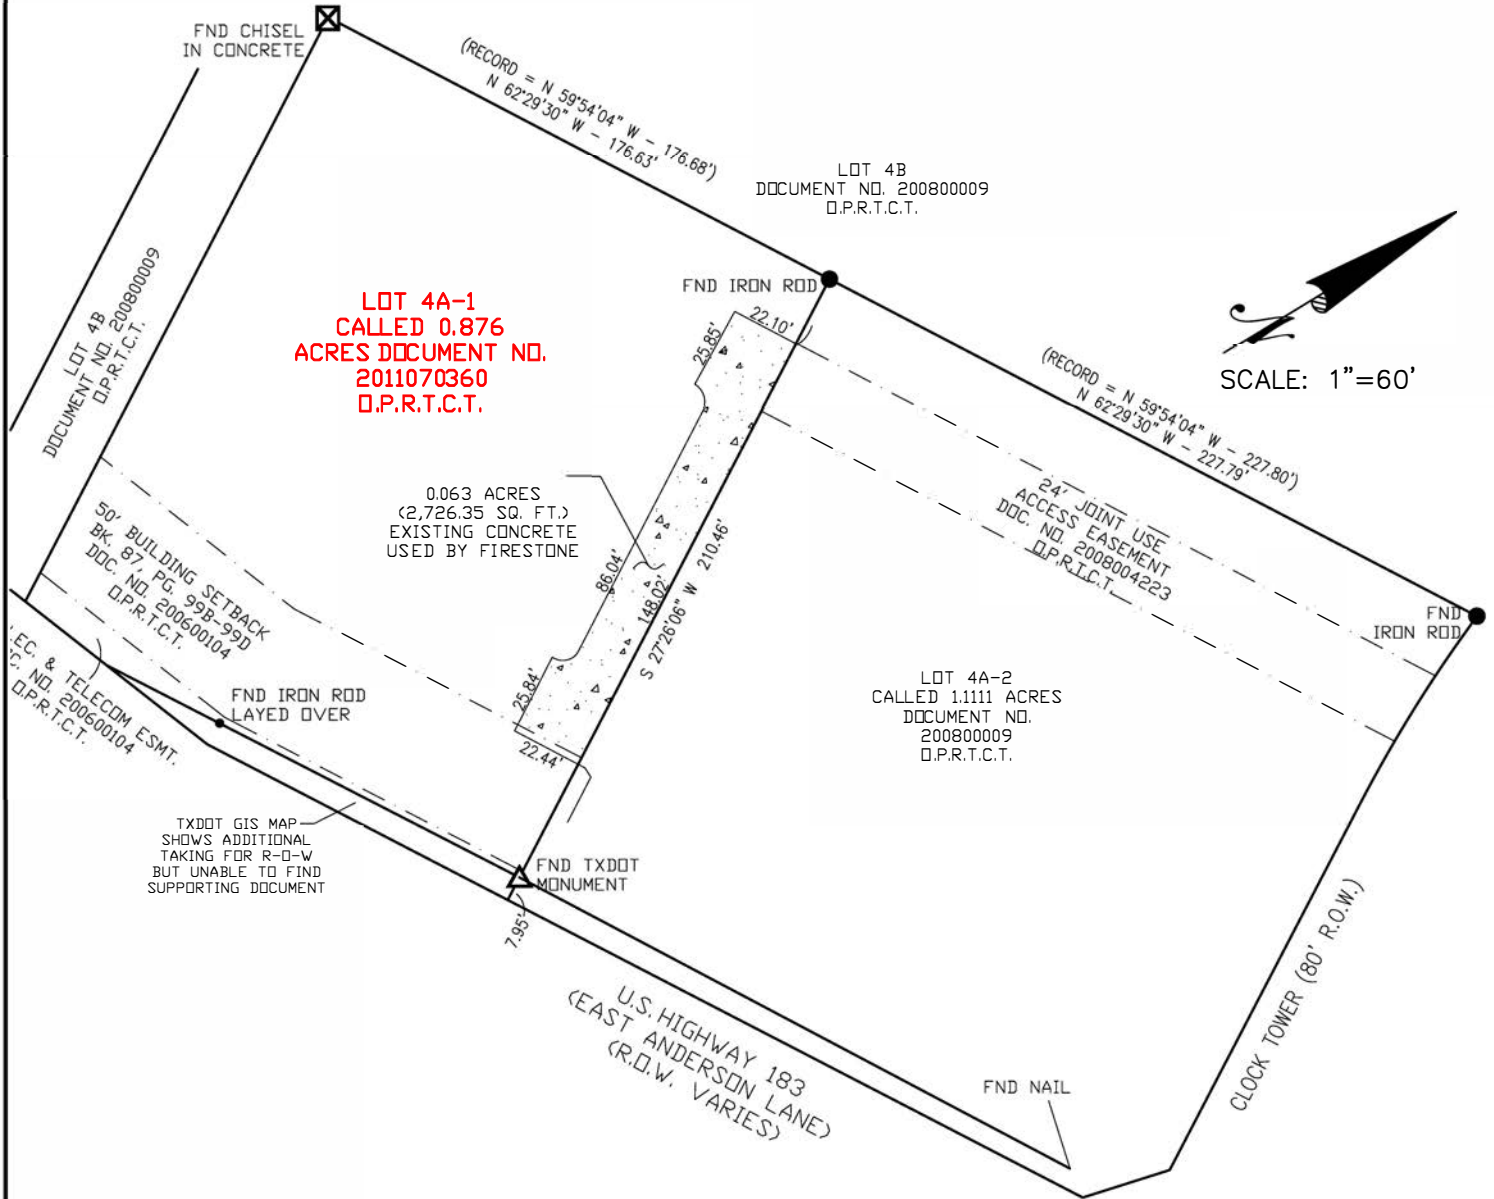 FND CHISEL
IN CONCRETE
(RECORD = N 59°54'04" W - 176.68')
N 62°29'30" W - 176.63'
LOT 4B
DOCUMENT NO. 200800009
O.P.R.T.C.T.
SCALE: 1"=60'
LOT 4B
DOCUMENT NO. 200800009
O.P.R.T.C.T.
LOT 4A-1
CALLED 0.876
ACRES DOCUMENT NO.
2011070360
O.P.R.T.C.T.
FND IRON ROD
22.10'
25.85'
(RECORD = N 59°54'04" W - 227.80')
N 62°29'30" W - 227.79'
24' JOINT USE
ACCESS EASEMENT
DOC. NO. 2008004223
O.P.R.T.C.T.
0.063 ACRES
(2,726.35 SQ. FT.)
EXISTING CONCRETE
USED BY FIRESTONE
86.04'
148.02'
S 27°26'06" W 210.46'
50' BUILDING SETBACK
BK. 87, PG. 99B-99D
DOC. NO. 200600104
O.P.R.T.C.T.
FND
IRON ROD
.EC. & TELECOM ESMT.
C. NO. 200600104
O.P.R.T.C.T.
FND IRON ROD
LAYED OVER
25.84'
22.44'
LOT 4A-2
CALLED 1.1111 ACRES
DOCUMENT NO.
200800009
O.P.R.T.C.T.
TXDOT GIS MAP
SHOWS ADDITIONAL
TAKING FOR R-O-W
BUT UNABLE TO FIND
SUPPORTING DOCUMENT
FND TXDOT
MONUMENT
7.95'
U.S. HIGHWAY 183
(EAST ANDERSON LANE)
(R.O.W. VARIES)
FND NAIL
CLOCK TOWER (80' R.O.W.)